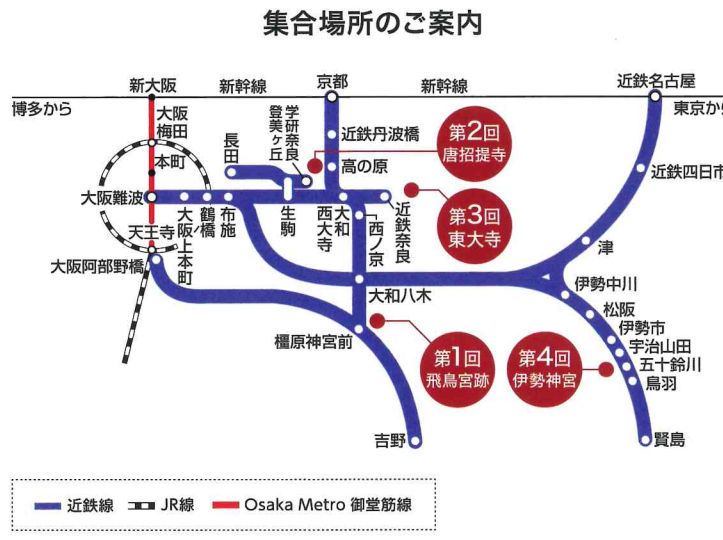 集合場所のご案内
新大阪
新幹線
京都
新幹線
近鉄名古屋
博多から
東京から
大阪
梅田
本町
長田
学研奈良
登美ヶ丘
近鉄丹波橋
高の原
第2回
唐招提寺
近鉄四日市
大阪難波
天王寺
大阪上本町
鶴橋
布施
生駒
大和
西大寺
西ノ京
近鉄奈良
第3回
東大寺
津
大阪阿部野橋
大和八木
伊勢中川
松阪
伊勢市
宇治山田
五十鈴川
鳥羽
橿原神宮前
第1回
飛鳥宮跡
第4回
伊勢神宮
吉野
賢島
近鉄線
JR線
Osaka Metro 御堂筋線